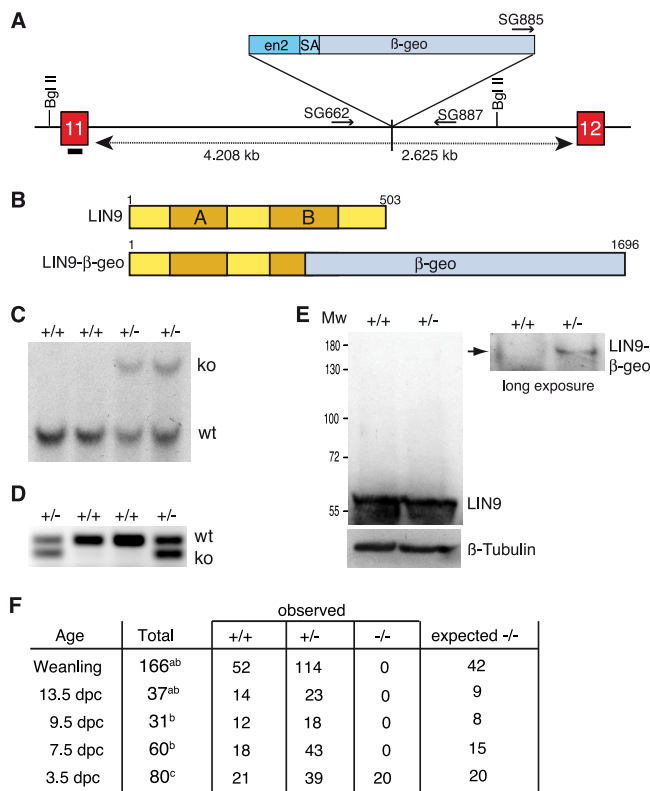 A
SG885
en2 SA ß-geo
Bgl II
SG662
SG887
Bgl II
11
12
4.208 kb
2.625 kb
B
1
503
LIN9
A
B
1
1696
LIN9-β-geo
β-geo
C
+/+ +/+ +/- +/-
ko
wt
D
+/- +/+ +/+ +/-
wt
ko
E
Mw
+/+ +/-
180
130
100
72
55
LIN9
ß-Tubulin
+/+ +/-
LIN9-
β-geo
long exposure
F
observed
Age Total +/+ +/- -/- expected -/-
Weanling 166ab 52 114 0 42
13.5 dpc 37ab 14 23 0 9
9.5 dpc 31b 12 18 0 8
7.5 dpc 60b 18 43 0 15
3.5 dpc 80c 21 39 20 20